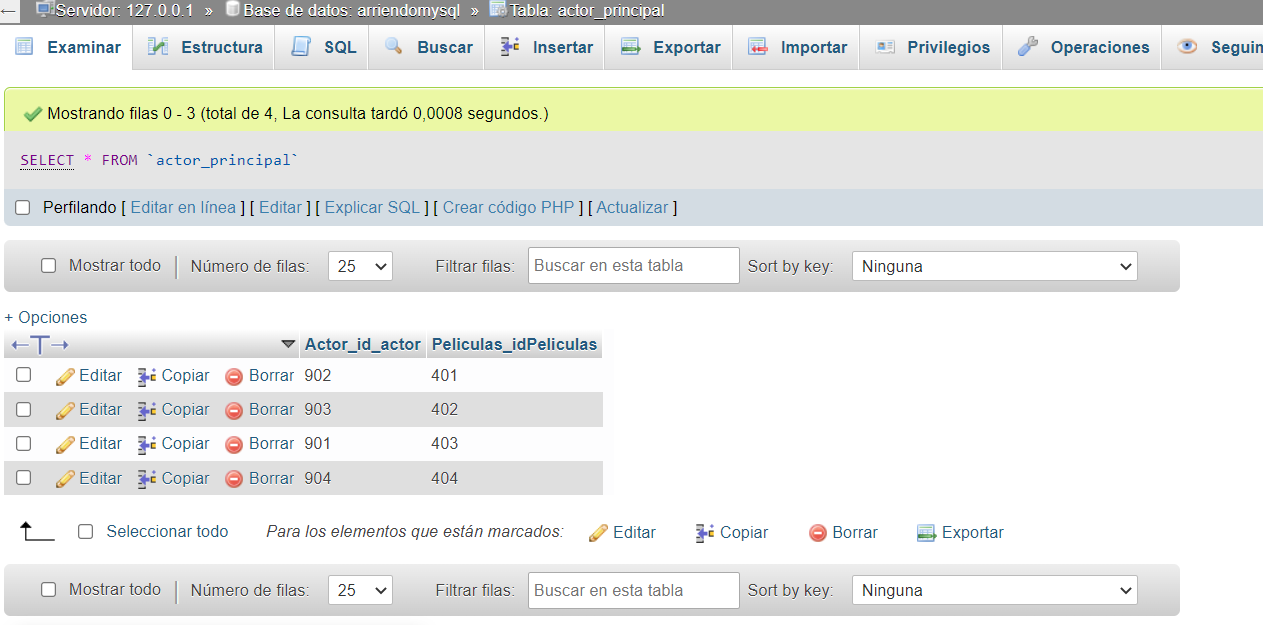 Servidor: 127.0.0.1 » Base de datos: arriendomysql » Tabla: actor_principal
Examinar Estructura SQL Buscar Insertar Exportar Importar Privilegios Operaciones Seguin
Mostrando filas 0 - 3 (total de 4, La consulta tardó 0,0008 segundos.)
SELECT * FROM `actor_principal`
Perfilando [ Editar en línea ] [ Editar ] [ Explicar SQL ] [ Crear código PHP ] [ Actualizar ]
Mostrar todo Número de filas: 25 Filtrar filas: Buscar en esta tabla Sort by key: Ninguna
+ Opciones
←T→ Actor_id_actor Peliculas_idPeliculas
Editar Copiar Borrar 902 401
Editar Copiar Borrar 903 402
Editar Copiar Borrar 901 403
Editar Copiar Borrar 904 404
Seleccionar todo Para los elementos que están marcados: Editar Copiar Borrar Exportar
Mostrar todo Número de filas: 25 Filtrar filas: Buscar en esta tabla Sort by key: Ninguna